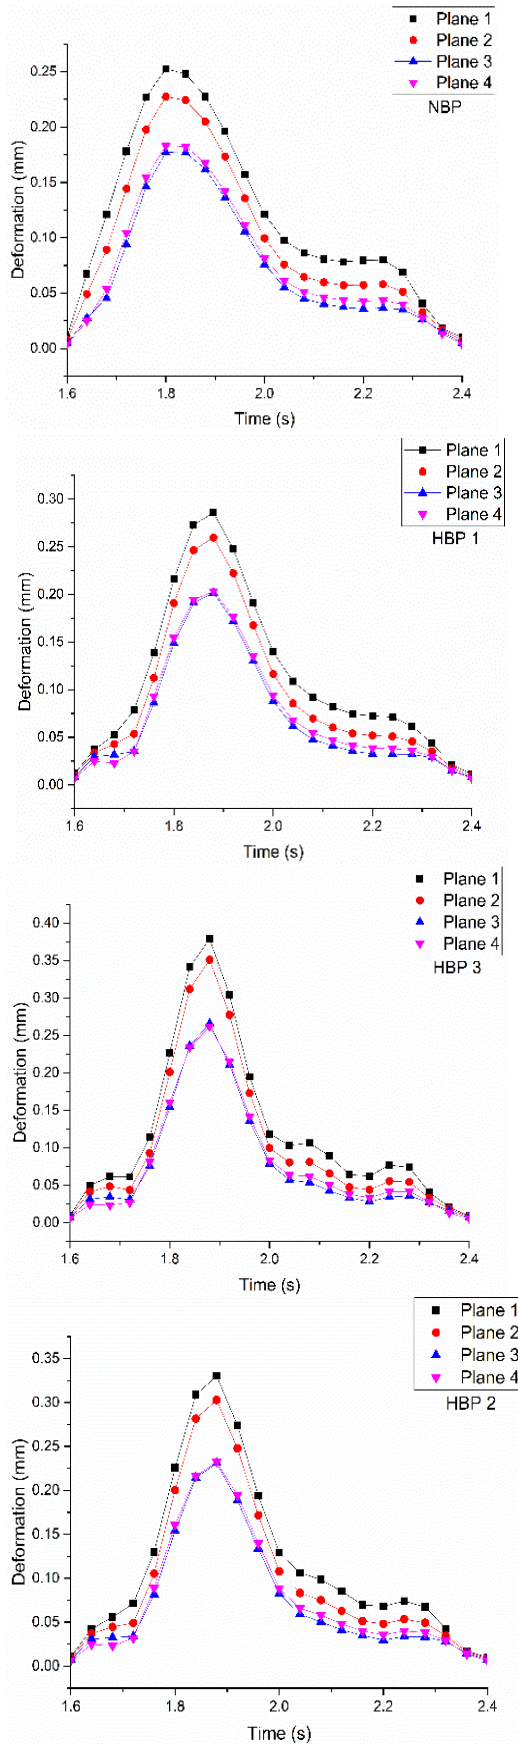 Plane 1
Plane 2
Plane 3
Plane 4
NBP
0.25
0.20
0.15
0.10
0.05
0.00
Deformation (mm)
1.6 1.8 2.0 2.2 2.4
Time (s)
Plane 1
Plane 2
Plane 3
Plane 4
HBP 1
0.30
0.25
0.20
0.15
0.10
0.05
0.00
Deformation (mm)
1.6 1.8 2.0 2.2 2.4
Time (s)
Plane 1
Plane 2
Plane 3
Plane 4
HBP 3
0.40
0.35
0.30
0.25
0.20
0.15
0.10
0.05
0.00
Deformation (mm)
1.6 1.8 2.0 2.2 2.4
Time (s)
Plane 1
Plane 2
Plane 3
Plane 4
HBP 2
0.35
0.30
0.25
0.20
0.15
0.10
0.05
0.00
Deformation (mm)
1.6 1.8 2.0 2.2 2.4
Time (s)